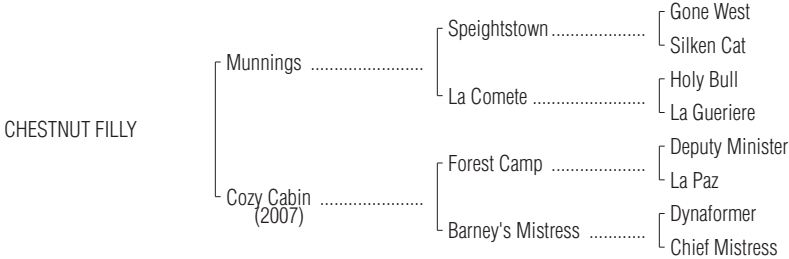 Gone West
Speightstown ......................
Silken Cat
Munnings ..........................
Holy Bull
La Comete ..........................
La Gueriere
CHESTNUT FILLY
Deputy Minister
Forest Camp ......................
La Paz
Cozy Cabin ........................
(2007)
Dynaformer
Barney's Mistress .............
Chief Mistress